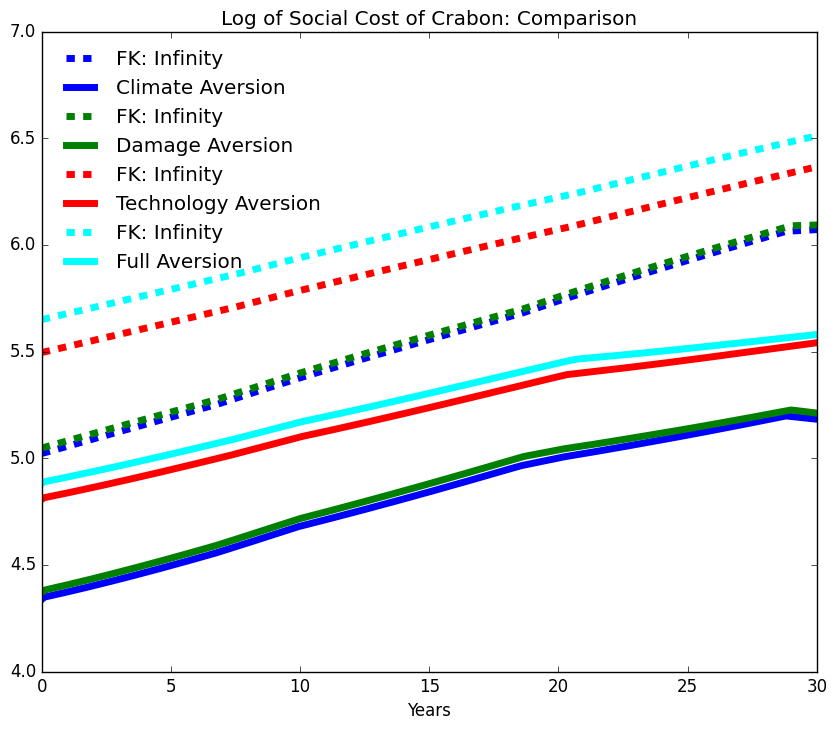 Log of Social Cost of Crabon: Comparison
7.0
6.5
6.0
5.5
5.0
4.5
4.0
FK: Infinity
Climate Aversion
FK: Infinity
Damage Aversion
FK: Infinity
Technology Aversion
FK: Infinity
Full Aversion
0 5 10 15 20 25 30
Years